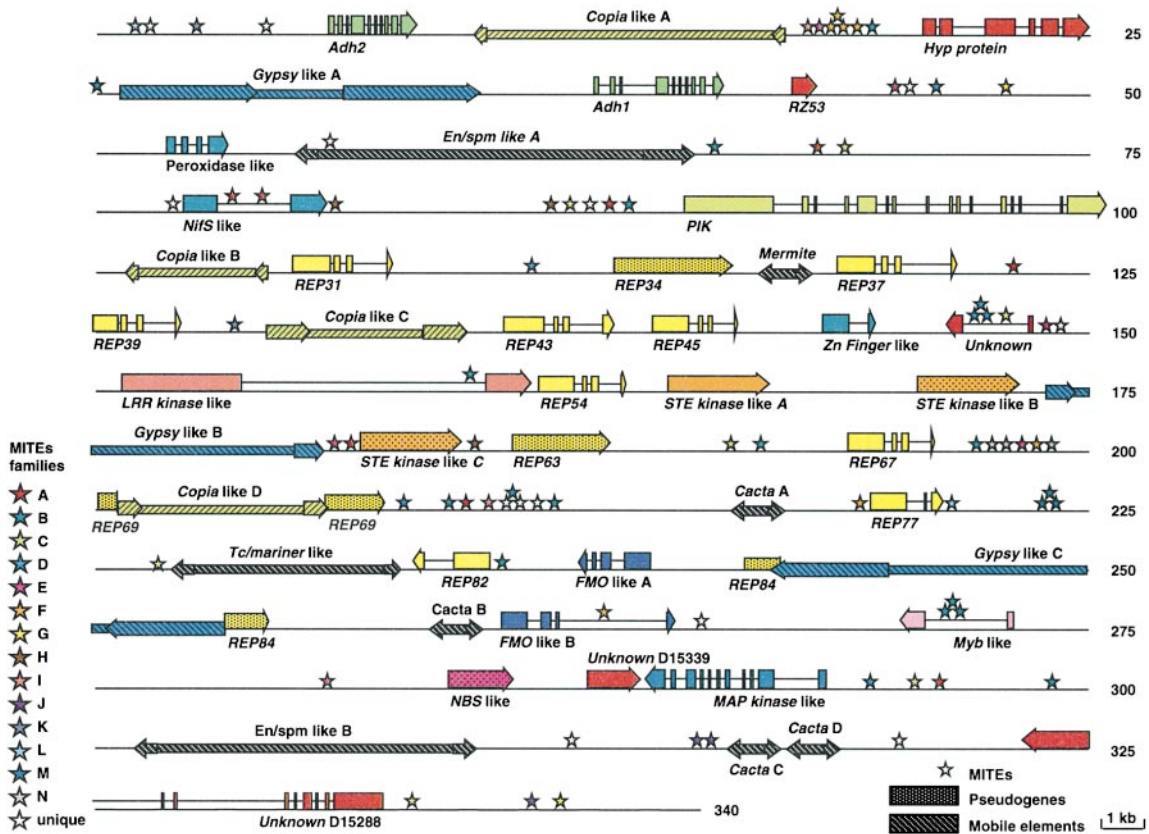 Copia like A
Adh2
Hyp protein
25
Gypsy like A
Adh1
RZ53
50
En/spm like A
Peroxidase like
75
NifS like
PIK
100
Copia like B
REP31
REP34
Mermite
REP37
125
REP39
Copia like C
REP43
REP45
Zn Finger like
Unknown
150
LRR kinase like
REP54
STE kinase like A
STE kinase like B
175
Gypsy like B
STE kinase like C
REP63
REP67
200
MITEs
families
A
B
C
D
E
F
G
H
I
J
K
L
M
N
unique
REP69
Copia like D
REP69
Cacta A
REP77
225
Tc/mariner like
REP82
FMO like A
REP84
Gypsy like C
250
REP84
Cacta B
FMO like B
Myb like
275
NBS like
Unknown D15339
MAP kinase like
300
En/spm like B
Cacta C
Cacta D
325
Unknown D15288
340
MITEs
Pseudogenes
Mobile elements
1 kb